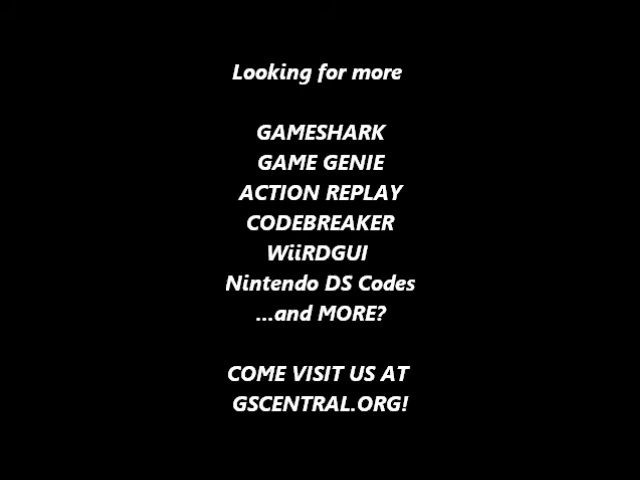 Looking for more
GAMESHARK
GAME GENIE
ACTION REPLAY
CODEBREAKER
WiiRDGUI
Nintendo DS Codes
...and MORE?
COME VISIT US AT
GSCENTRAL.ORG!